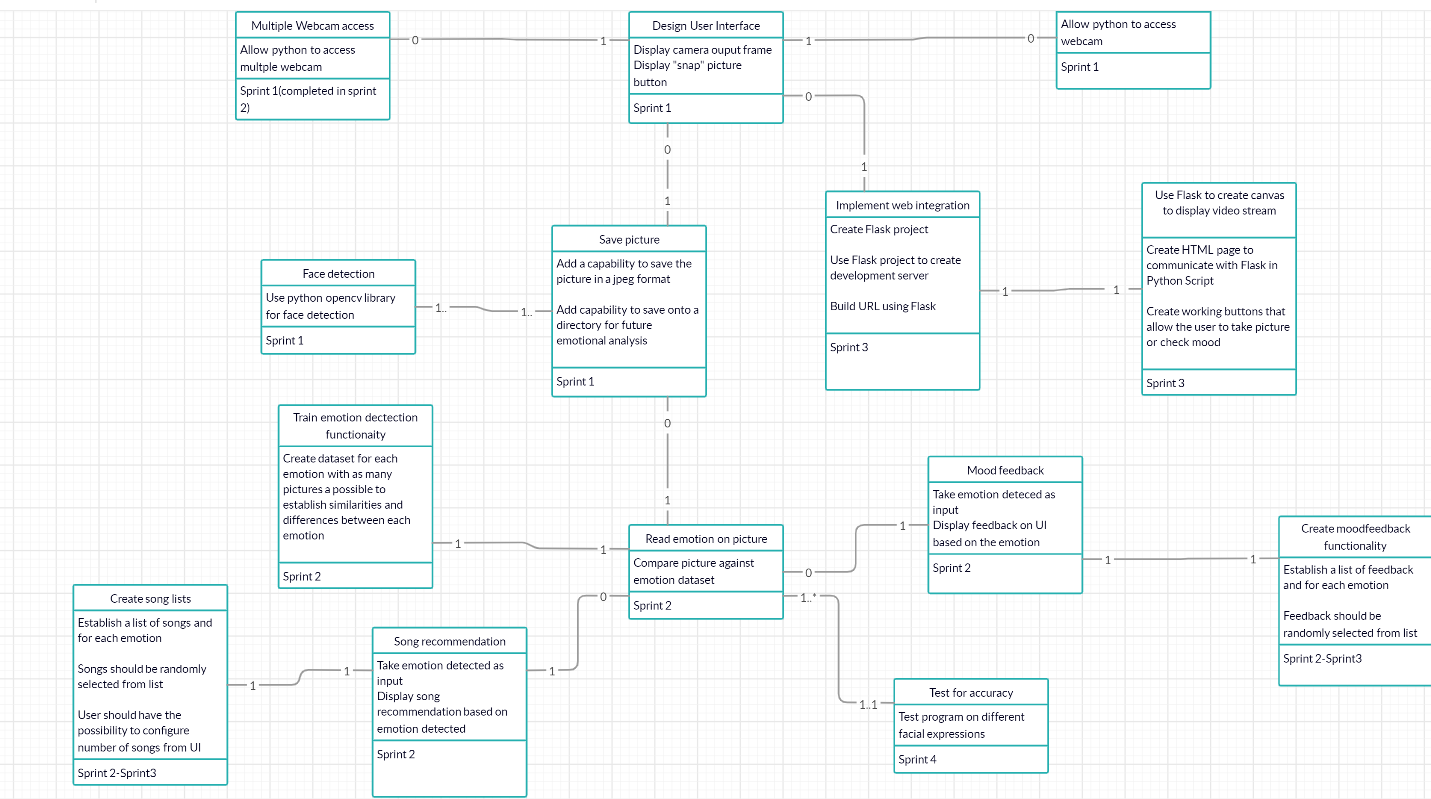 Multiple Webcam access
Allow python to access
multple webcam
Sprint 1(completed in sprint
2)
0
1
Design User Interface
Display camera ouput frame
Display "snap" picture
button
Sprint 1
1
0
Allow python to access
webcam
Sprint 1
0
1
0
1
Implement web integration
Create Flask project
Use Flask project to create
development server
Build URL using Flask
Sprint 3
1
1
Use Flask to create canvas
to display video stream
Create HTML page to
communicate with Flask in
Python Script
Create working buttons that
allow the user to take picture
or check mood
Sprint 3
Face detection
Use python opencv library
for face detection
Sprint 1
1..
1..
Save picture
Add a capability to save the
picture in a jpeg format
Add capability to save onto a
directory for future
emotional analysis
Sprint 1
0
1
Train emotion dectection
functionaity
Create dataset for each
emotion with as many
pictures a possible to
establish similarities and
differences between each
emotion
Sprint 2
1
1
Read emotion on picture
Compare picture against
emotion dataset
Sprint 2
0
1
Mood feedback
Take emotion deteced as
input
Display feedback on UI
based on the emotion
Sprint 2
1
1
Create moodfeedback
functionality
Establish a list of feedback
and for each emotion
Feedback should be
randomly selected from list
Sprint 2-Sprint3
Create song lists
Establish a list of songs and
for each emotion
Songs should be randomly
selected from list
User should have the
possibility to configure
number of songs from UI
Sprint 2-Sprint3
1
1
Song recommendation
Take emotion detected as
input
Display song
recommendation based on
emotion detected
Sprint 2
1
0
1..*
1..1
Test for accuracy
Test program on different
facial expressions
Sprint 4